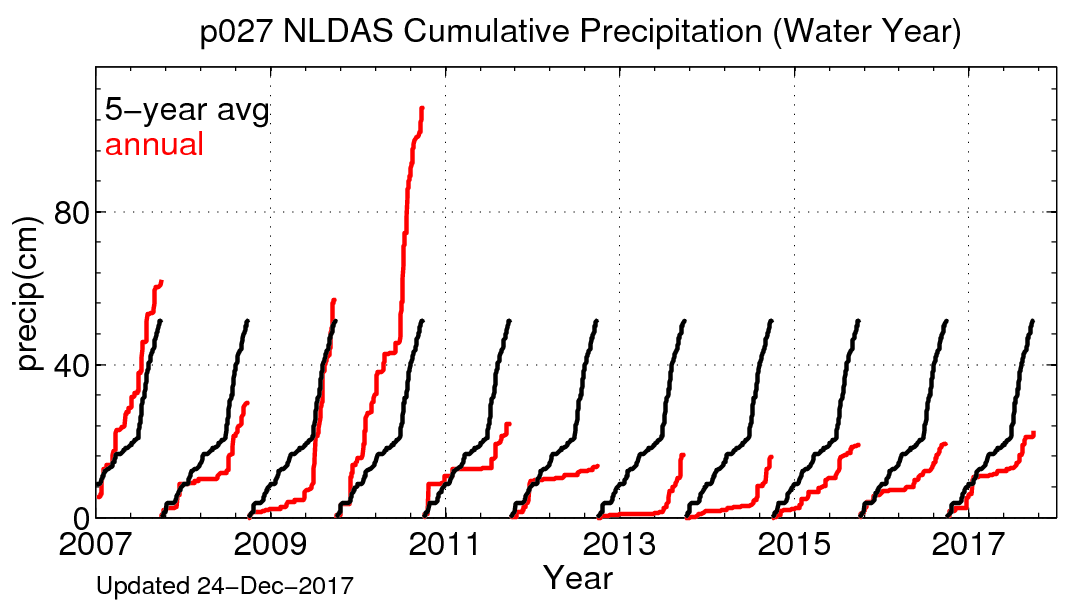 p027 NLDAS Cumulative Precipitation (Water Year)
5−year avg
annual
precip(cm)
80
40
0
2007 2009 2011 2013 2015 2017
Year
Updated 24−Dec−2017